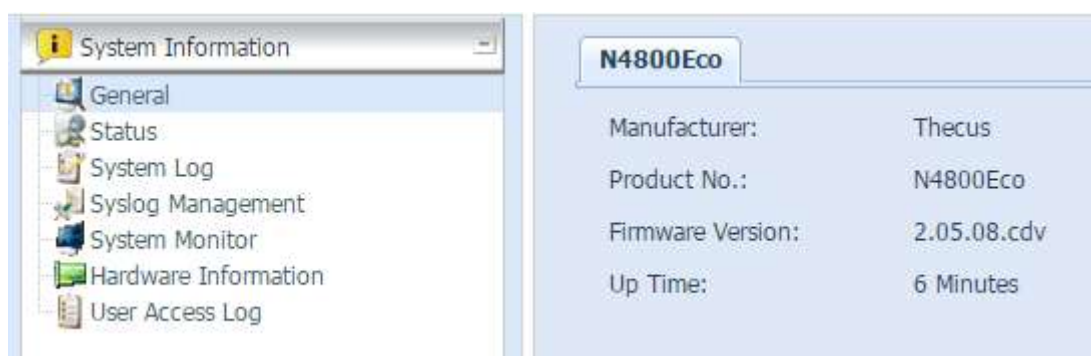 System Information
General
Status
System Log
Syslog Management
System Monitor
Hardware Information
User Access Log
N4800Eco
Manufacturer: Thecus
Product No.: N4800Eco
Firmware Version: 2.05.08.cdv
Up Time: 6 Minutes